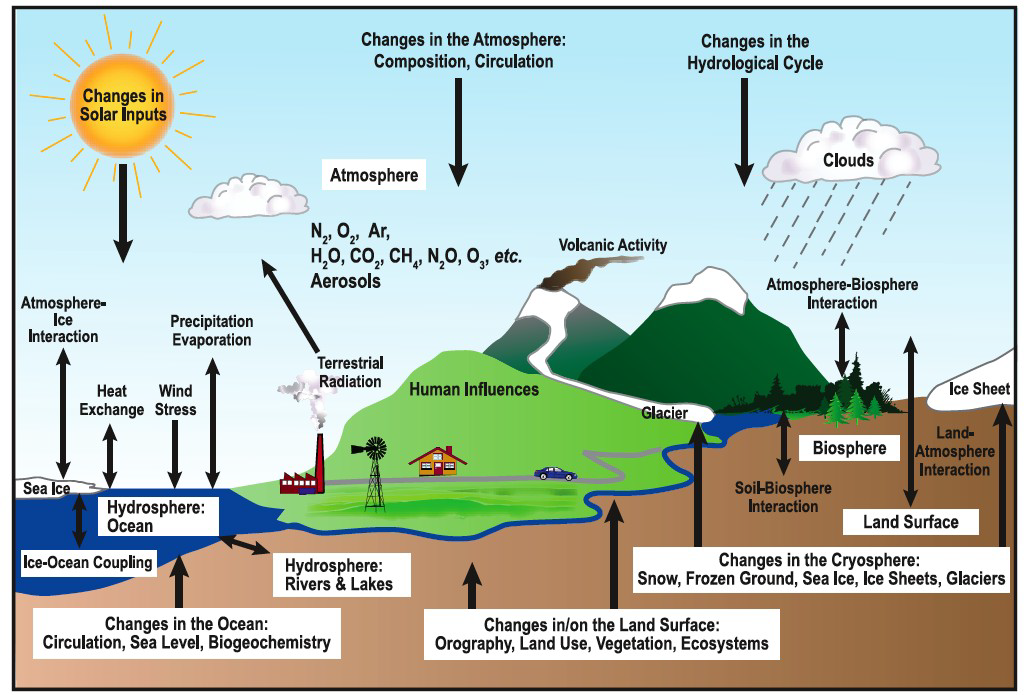 Changes in the Atmosphere:
Composition, Circulation
Changes in the
Hydrological Cycle
Changes in
Solar Inputs
Clouds
Atmosphere
N₂, O₂, Ar,
H₂O, CO₂, CH₄, N₂O, O₃, etc.
Aerosols
Volcanic Activity
Atmosphere-Biosphere
Interaction
Atmosphere-
Ice
Interaction
Precipitation
Evaporation
Terrestrial
Radiation
Heat
Exchange
Wind
Stress
Human Influences
Glacier
Ice Sheet
Biosphere
Land-
Atmosphere
Interaction
Soil-Biosphere
Interaction
Land Surface
Sea Ice
Hydrosphere:
Ocean
Ice-Ocean Coupling
Hydrosphere:
Rivers & Lakes
Changes in the Cryosphere:
Snow, Frozen Ground, Sea Ice, Ice Sheets, Glaciers
Changes in the Ocean:
Circulation, Sea Level, Biogeochemistry
Changes in/on the Land Surface:
Orography, Land Use, Vegetation, Ecosystems